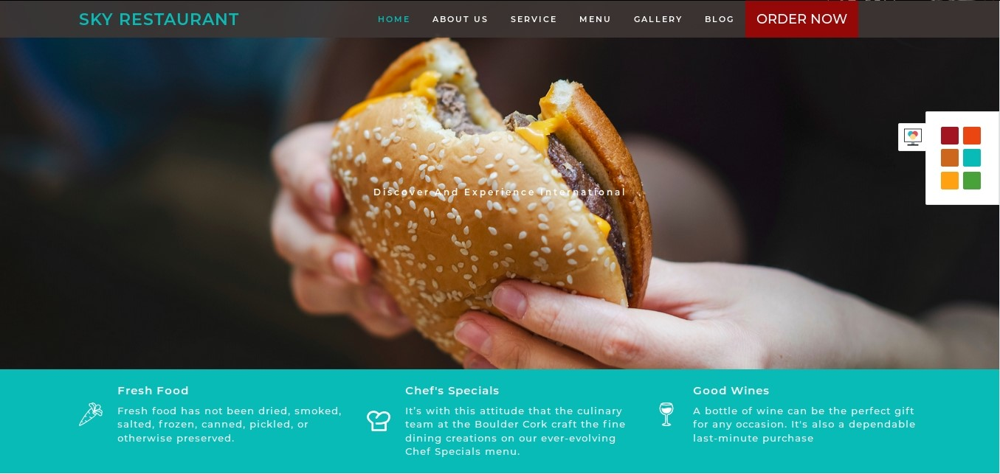 SKY RESTAURANT
HOME ABOUT US SERVICE MENU GALLERY BLOG ORDER NOW
Discover And Experience International
Fresh Food
Fresh food has not been dried, smoked,
salted, frozen, canned, pickled, or
otherwise preserved.
Chef's Specials
It’s with this attitude that the culinary
team at the Boulder Cork craft the fine
dining creations on our ever-evolving
Chef Specials menu.
Good Wines
A bottle of wine can be the perfect gift
for any occasion. It's also a dependable
last-minute purchase